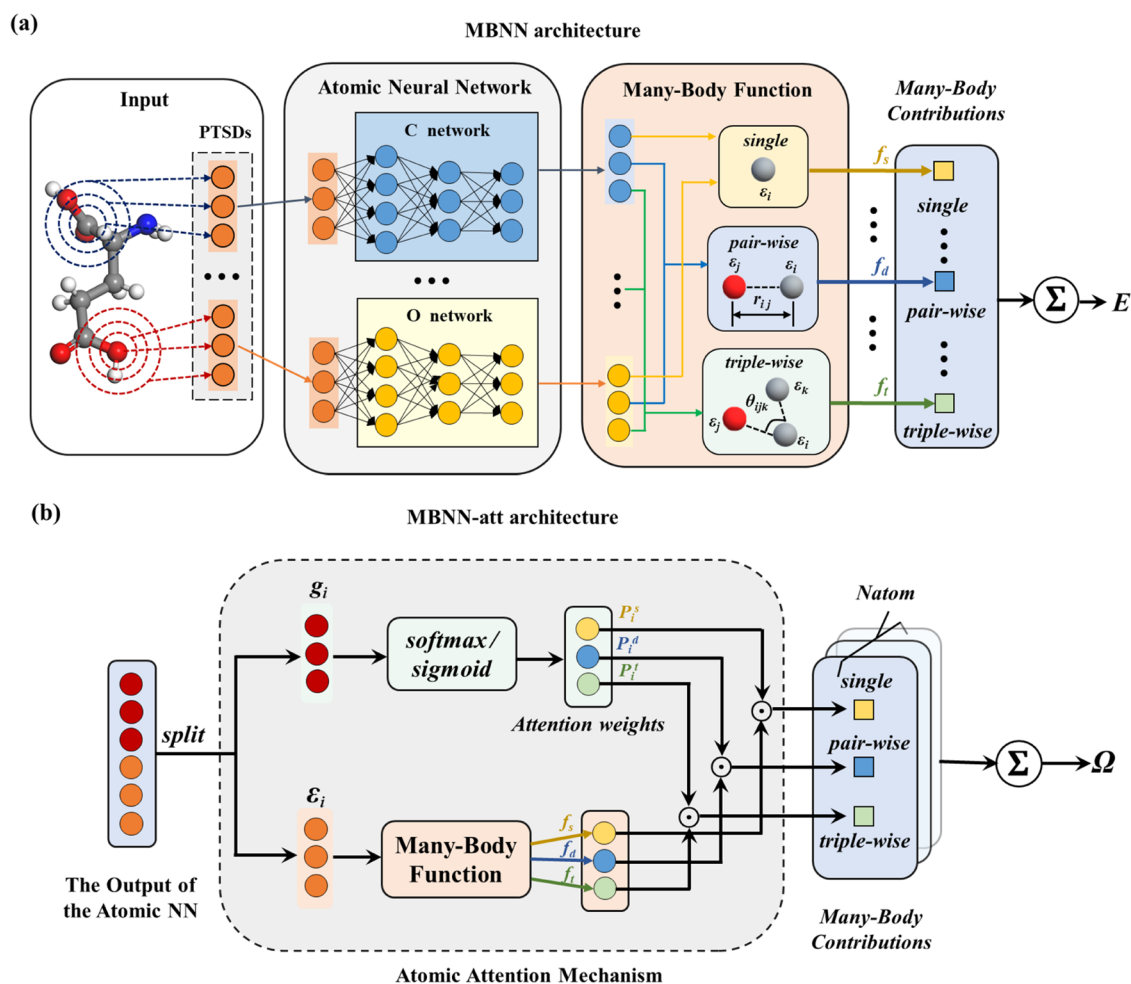 (a)
MBNN architecture
Input
PTSDs
Atomic Neural Network
C network
O network
Many-Body Function
single
εi
pair-wise
εj εi
rij
triple-wise
εk
θijk
εj
εi
fs
fd
ft
Many-Body
Contributions
single
pair-wise
triple-wise
Σ
E
(b)
MBNN-att architecture
The Output of
the Atomic NN
split
gi
softmax/
sigmoid
Pis
Pid
Pit
Attention weights
εi
Many-Body
Function
fs
fd
ft
Atomic Attention Mechanism
Natom
single
pair-wise
triple-wise
Many-Body
Contributions
Σ
Ω